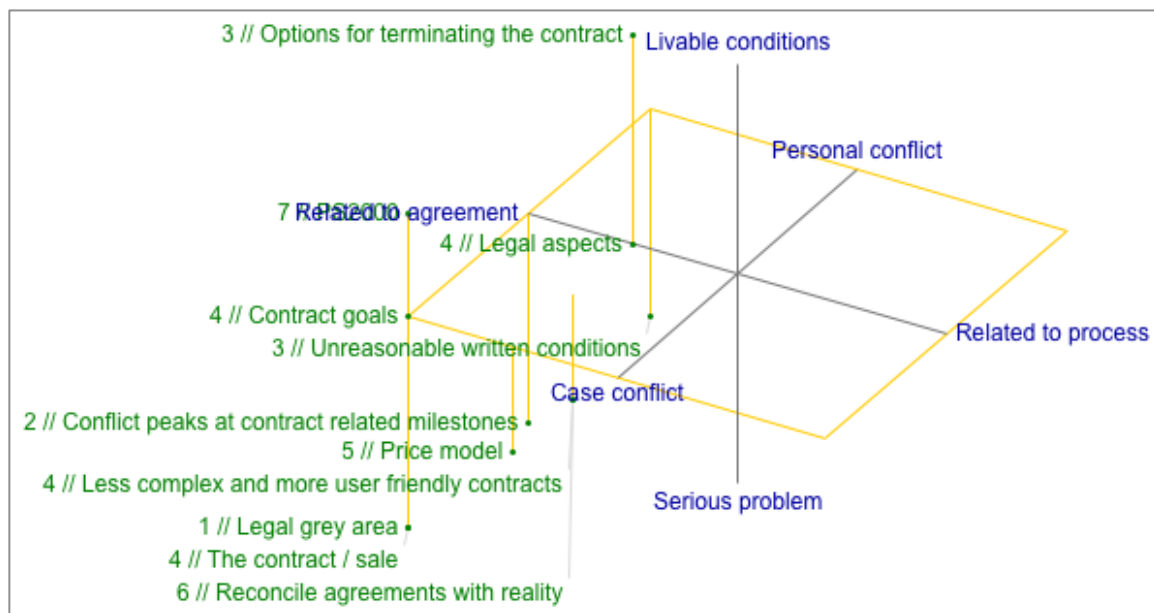 3 // Options for terminating the contract
Livable conditions
Personal conflict
7 //
Related to agreement
4 // Legal aspects
4 // Contract goals
Related to process
3 // Unreasonable written conditions
Case conflict
2 // Conflict peaks at contract related milestones
5 // Price model
4 // Less complex and more user friendly contracts
Serious problem
1 // Legal grey area
4 // The contract / sale
6 // Reconcile agreements with reality